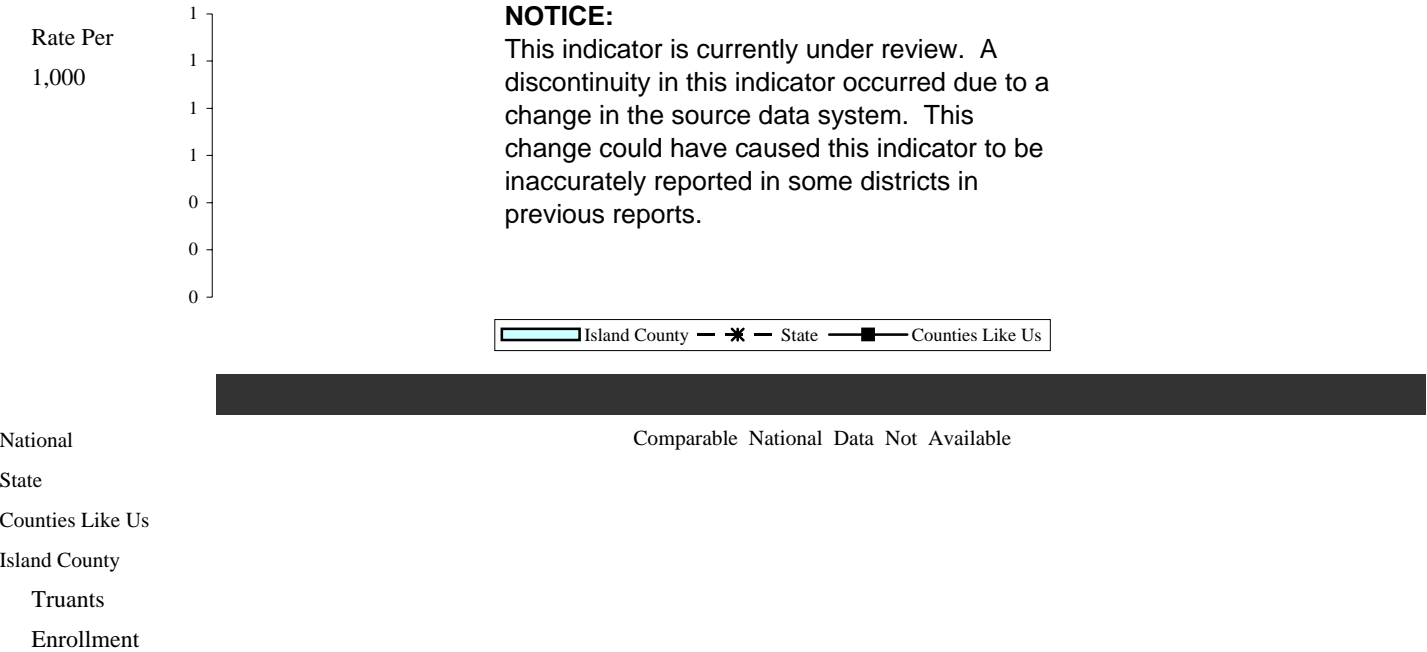 Rate Per
1,000
1
1
1
1
0
0
0
NOTICE:
This indicator is currently under review.  A
discontinuity in this indicator occurred due to a
change in the source data system.  This
change could have caused this indicator to be
inaccurately reported in some districts in
previous reports.
Island County State Counties Like Us
National Comparable National Data Not Available
State
Counties Like Us
Island County
Truants
Enrollment